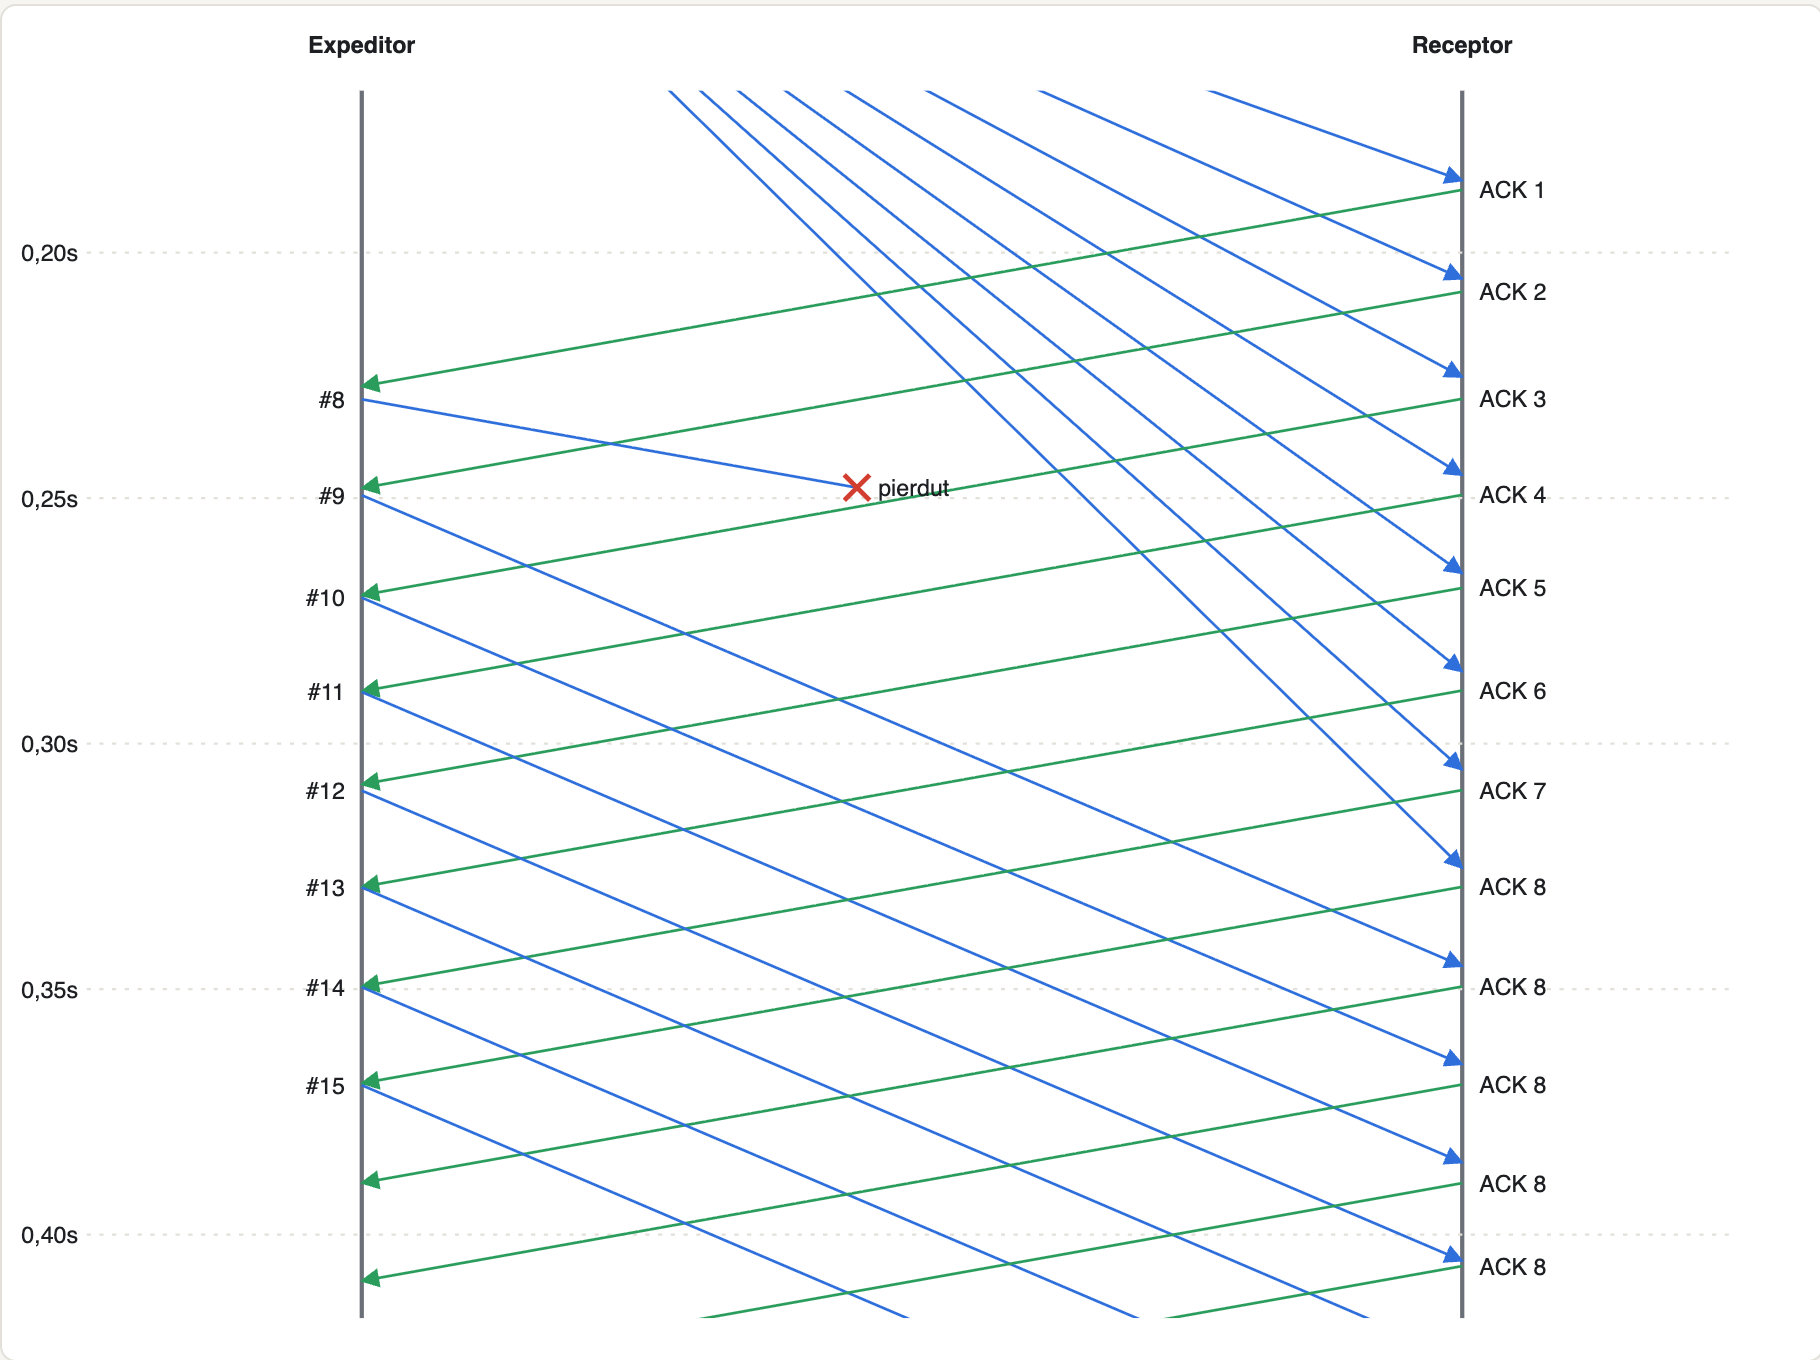 Expeditor
Receptor
ACK 1
0,20s
ACK 2
#8
ACK 3
pierdut
#9
0,25s
ACK 4
#10
ACK 5
#11
ACK 6
0,30s
#12
ACK 7
#13
ACK 8
0,35s
#14
ACK 8
#15
ACK 8
ACK 8
0,40s
ACK 8